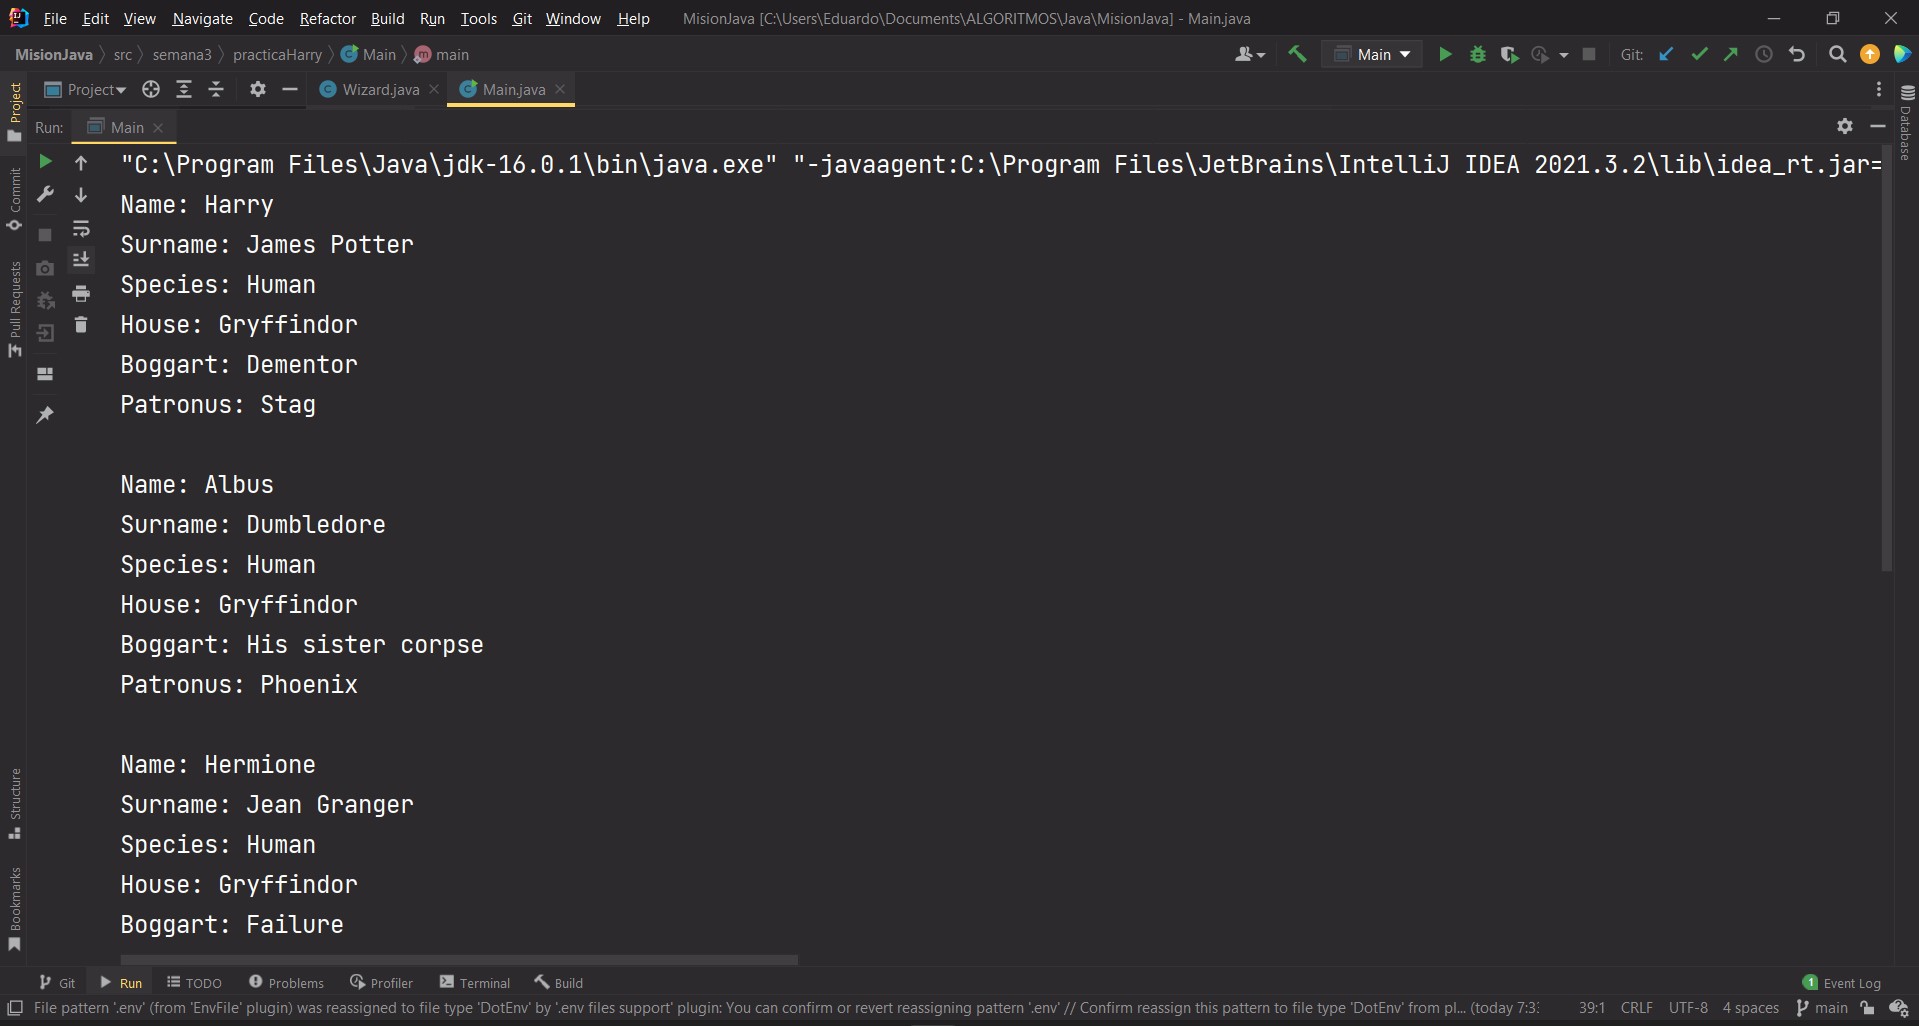 File Edit View Navigate Code Refactor Build Run Tools Git Window Help MisionJava [C:\Users\Eduardo\Documents\ALGORITMOS\Java\MisionJava] - Main.java
MisionJava src semana3 practicaHarry Main main Main Git:
Project Wizard.java Main.java
Run: Main
"C:\Program Files\Java\jdk-16.0.1\bin\java.exe" "-javaagent:C:\Program Files\JetBrains\IntelliJ IDEA 2021.3.2\lib\idea_rt.jar=
Name: Harry
Surname: James Potter
Species: Human
House: Gryffindor
Boggart: Dementor
Patronus: Stag
Name: Albus
Surname: Dumbledore
Species: Human
House: Gryffindor
Boggart: His sister corpse
Patronus: Phoenix
Name: Hermione
Surname: Jean Granger
Species: Human
House: Gryffindor
Boggart: Failure
Project
Commit
Pull Requests
Structure
Bookmarks
Database
Git Run TODO Problems Profiler Terminal Build 1 Event Log
File pattern '.env' (from 'EnvFile' plugin) was reassigned to file type 'DotEnv' by '.env files support' plugin: You can confirm or revert reassigning pattern '.env' // Confirm reassign this pattern to file type 'DotEnv' from pl... (today 7:3 39:1 CRLF UTF-8 4 spaces main